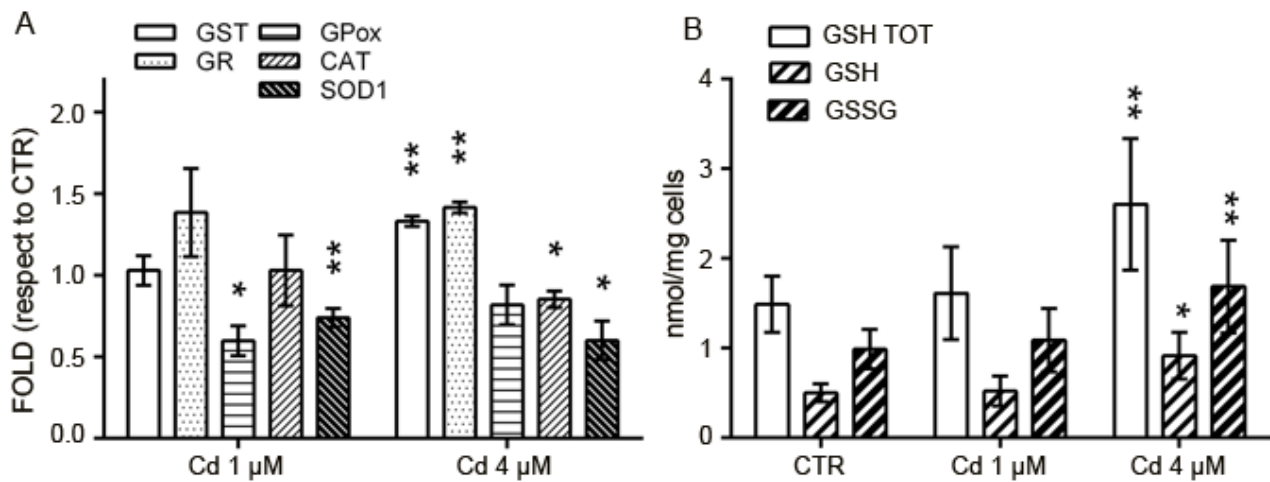 A
GST GPox
GR CAT
SOD1
FOLD (respect to CTR)
2.0
1.5
1.0
0.5
0.0
*
**
**
**
*
*
Cd 1 µM Cd 4 µM
B
GSH TOT
GSH
GSSG
nmol/mg cells
4
3
2
1
0
**
*
**
CTR Cd 1 µM Cd 4 µM